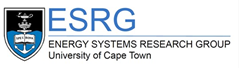 ESRG
ENERGY SYSTEMS RESEARCH GROUP
University of Cape Town